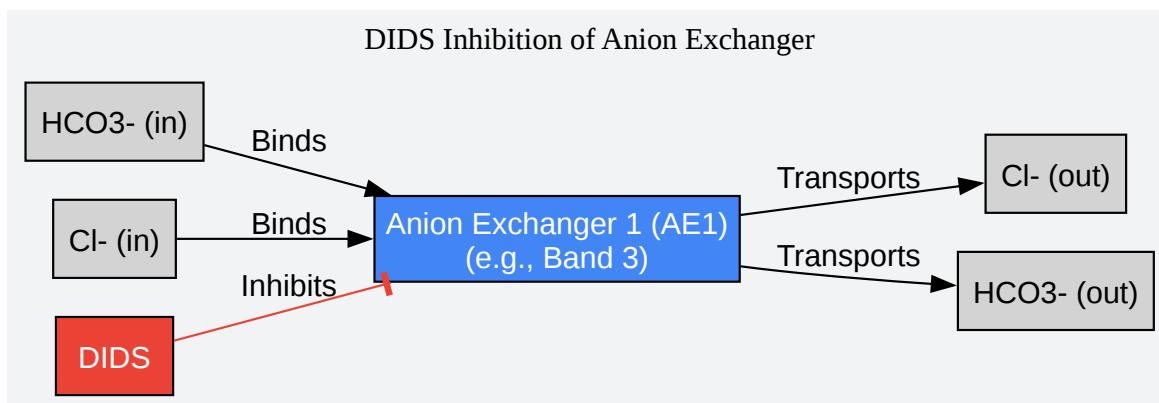 DIDS Inhibition of Anion Exchanger
HCO3- (in)
Binds
Cl- (in)
Binds
Inhibits
DIDS
Anion Exchanger 1 (AE1)
(e.g., Band 3)
Transports
Cl- (out)
Transports
HCO3- (out)